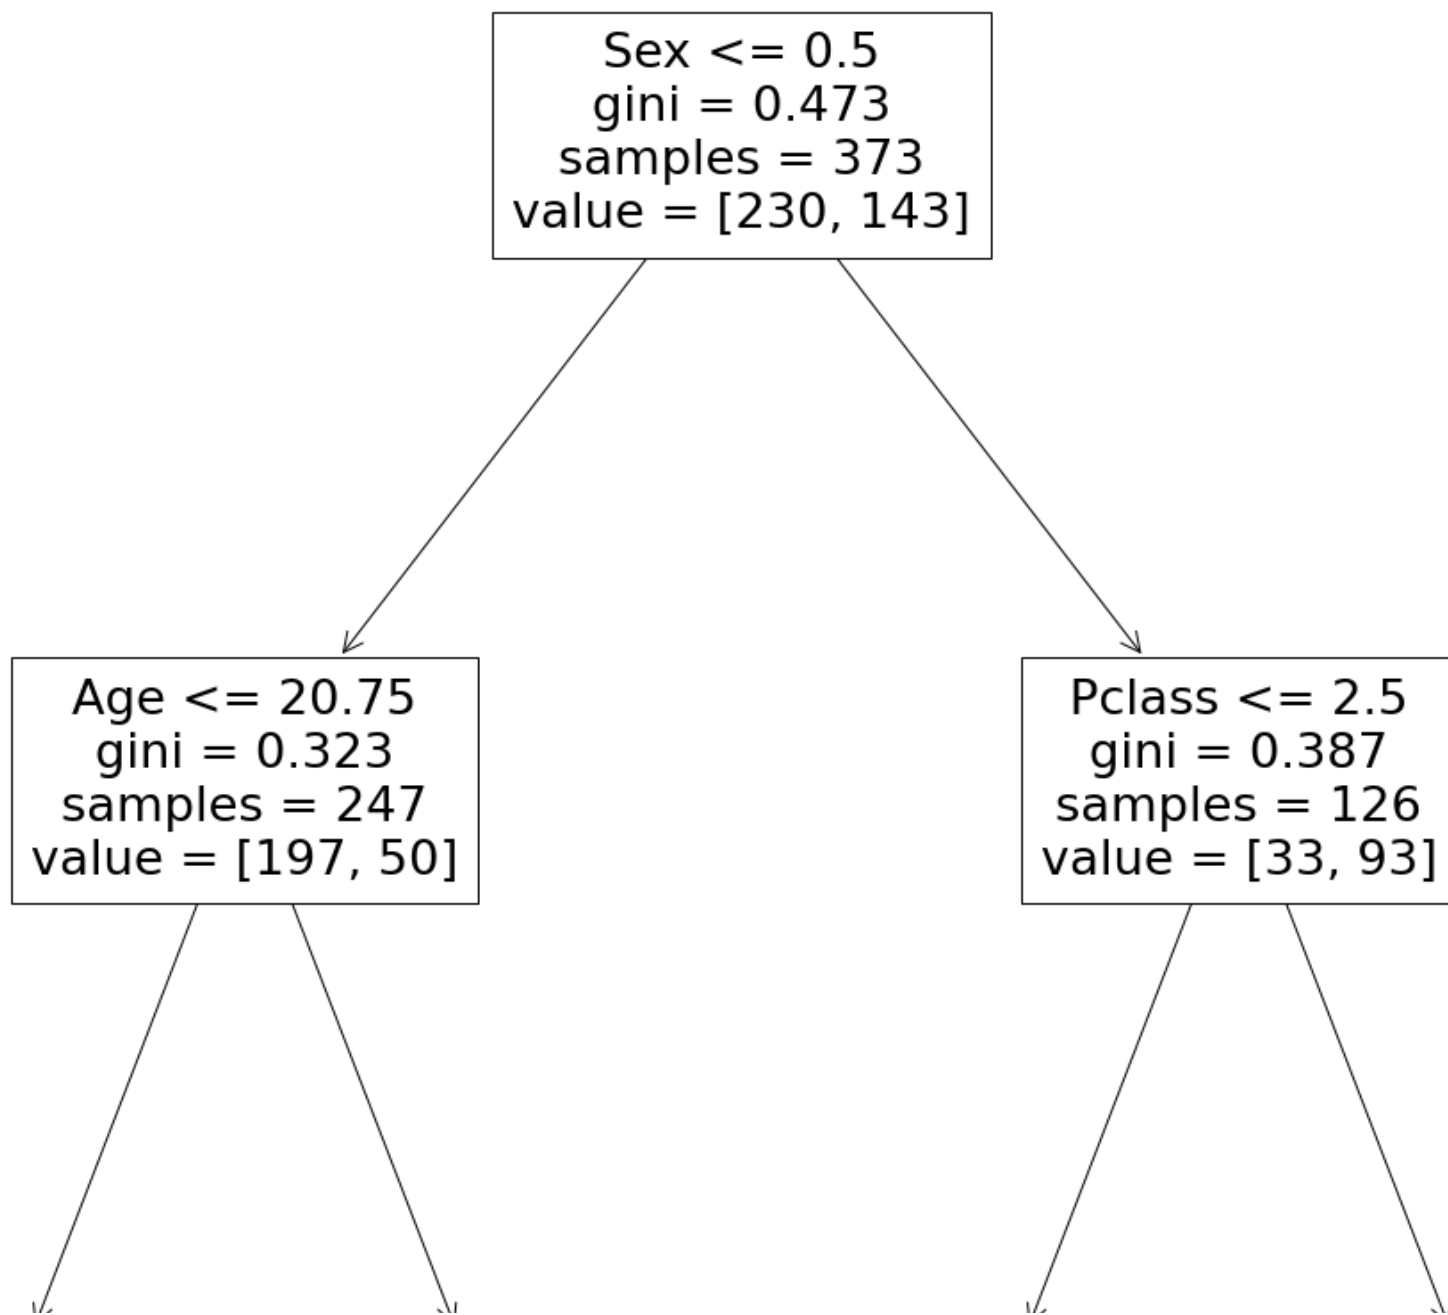 Sex <= 0.5
gini = 0.473
samples = 373
value = [230, 143]
Age <= 20.75
gini = 0.323
samples = 247
value = [197, 50]
Pclass <= 2.5
gini = 0.387
samples = 126
value = [33, 93]